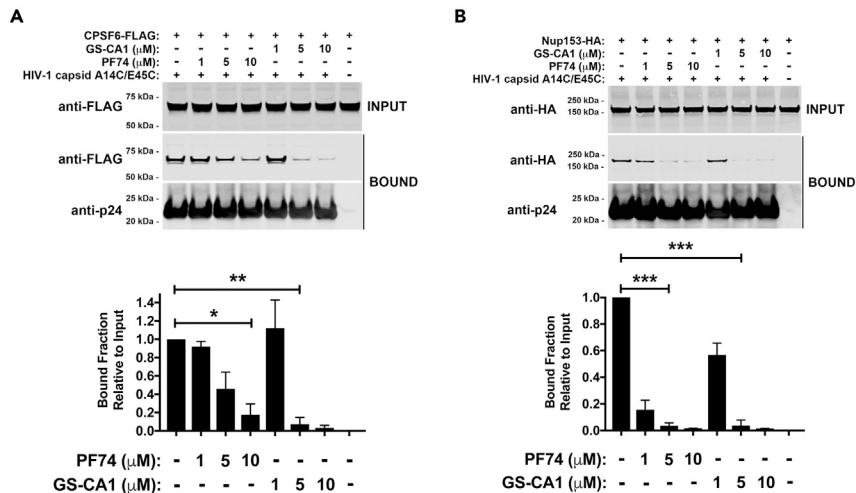 A
CPSF6-FLAG: + + + + + + + +
GS-CA1 (μM): - - - - 1 5 10 -
PF74 (μM): - 1 5 10 - - - -
HIV-1 capsid A14C/E45C: + + + + + + + -
75 kDa -
anti-FLAG INPUT
50 kDa -
75 kDa -
anti-FLAG
50 kDa -
BOUND
25 kDa -
anti-p24
20 kDa -
**
*
Bound Fraction
Relative to Input
1.4
1.2
1.0
0.8
0.6
0.4
0.2
0.0
PF74 (μM): - 1 5 10 - - - -
GS-CA1 (μM): - - - - 1 5 10 -
B
Nup153-HA: + + + + + + + +
GS-CA1 (μM): - - - - 1 5 10 -
PF74 (μM): - 1 5 10 - - - -
HIV-1 capsid A14C/E45C: + + + + + + + -
250 kDa -
anti-HA INPUT
150 kDa -
250 kDa -
anti-HA
150 kDa -
BOUND
25 kDa -
anti-p24
20 kDa -
***
***
Bound Fraction
Relative to Input
1.0
0.8
0.6
0.4
0.2
0.0
PF74 (μM): - 1 5 10 - - - -
GS-CA1 (μM): - - - - 1 5 10 -